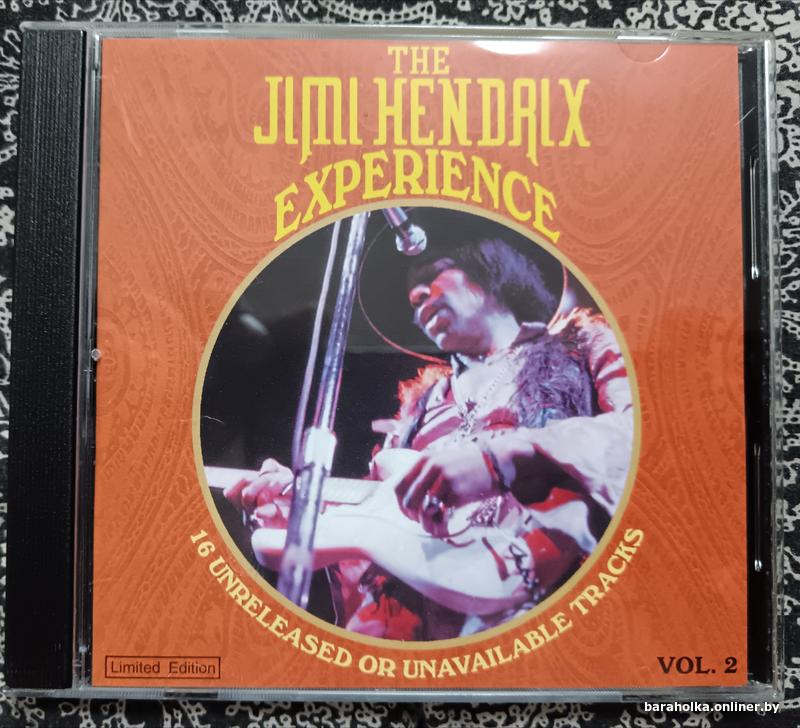 THE
JIMI HENDRIX
EXPERIENCE
16 UNRELEASED OR UNAVAILABLE TRACKS
Limited Edition
VOL. 2
baraholka.onliner.by